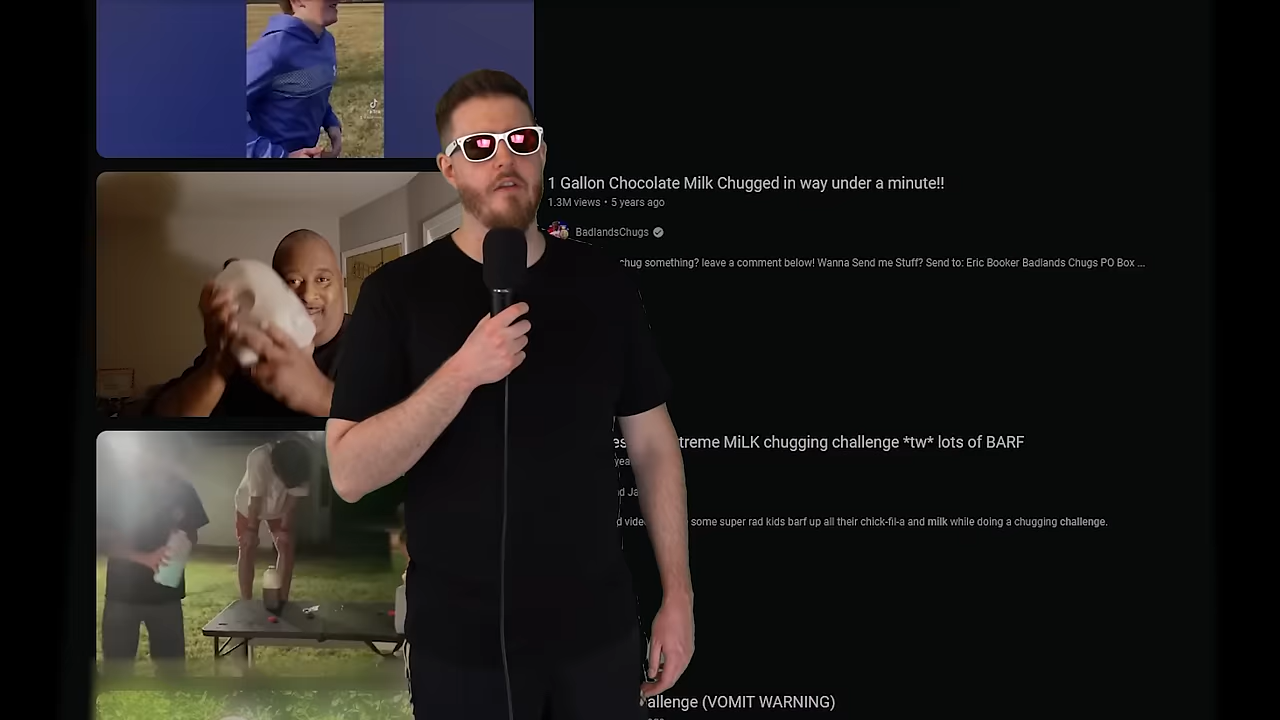 1 Gallon Chocolate Milk Chugged in way under a minute!!
1.3M views • 5 years ago
BadlandsChugs
chug something? leave a comment below! Wanna Send me Stuff? Send to: Eric Booker Badlands Chugs PO Box ...
treme MiLK chugging challenge *tw* lots of BARF
some super rad kids barf up all their chick-fil-a and milk while doing a chugging challenge.
allenge (VOMIT WARNING)